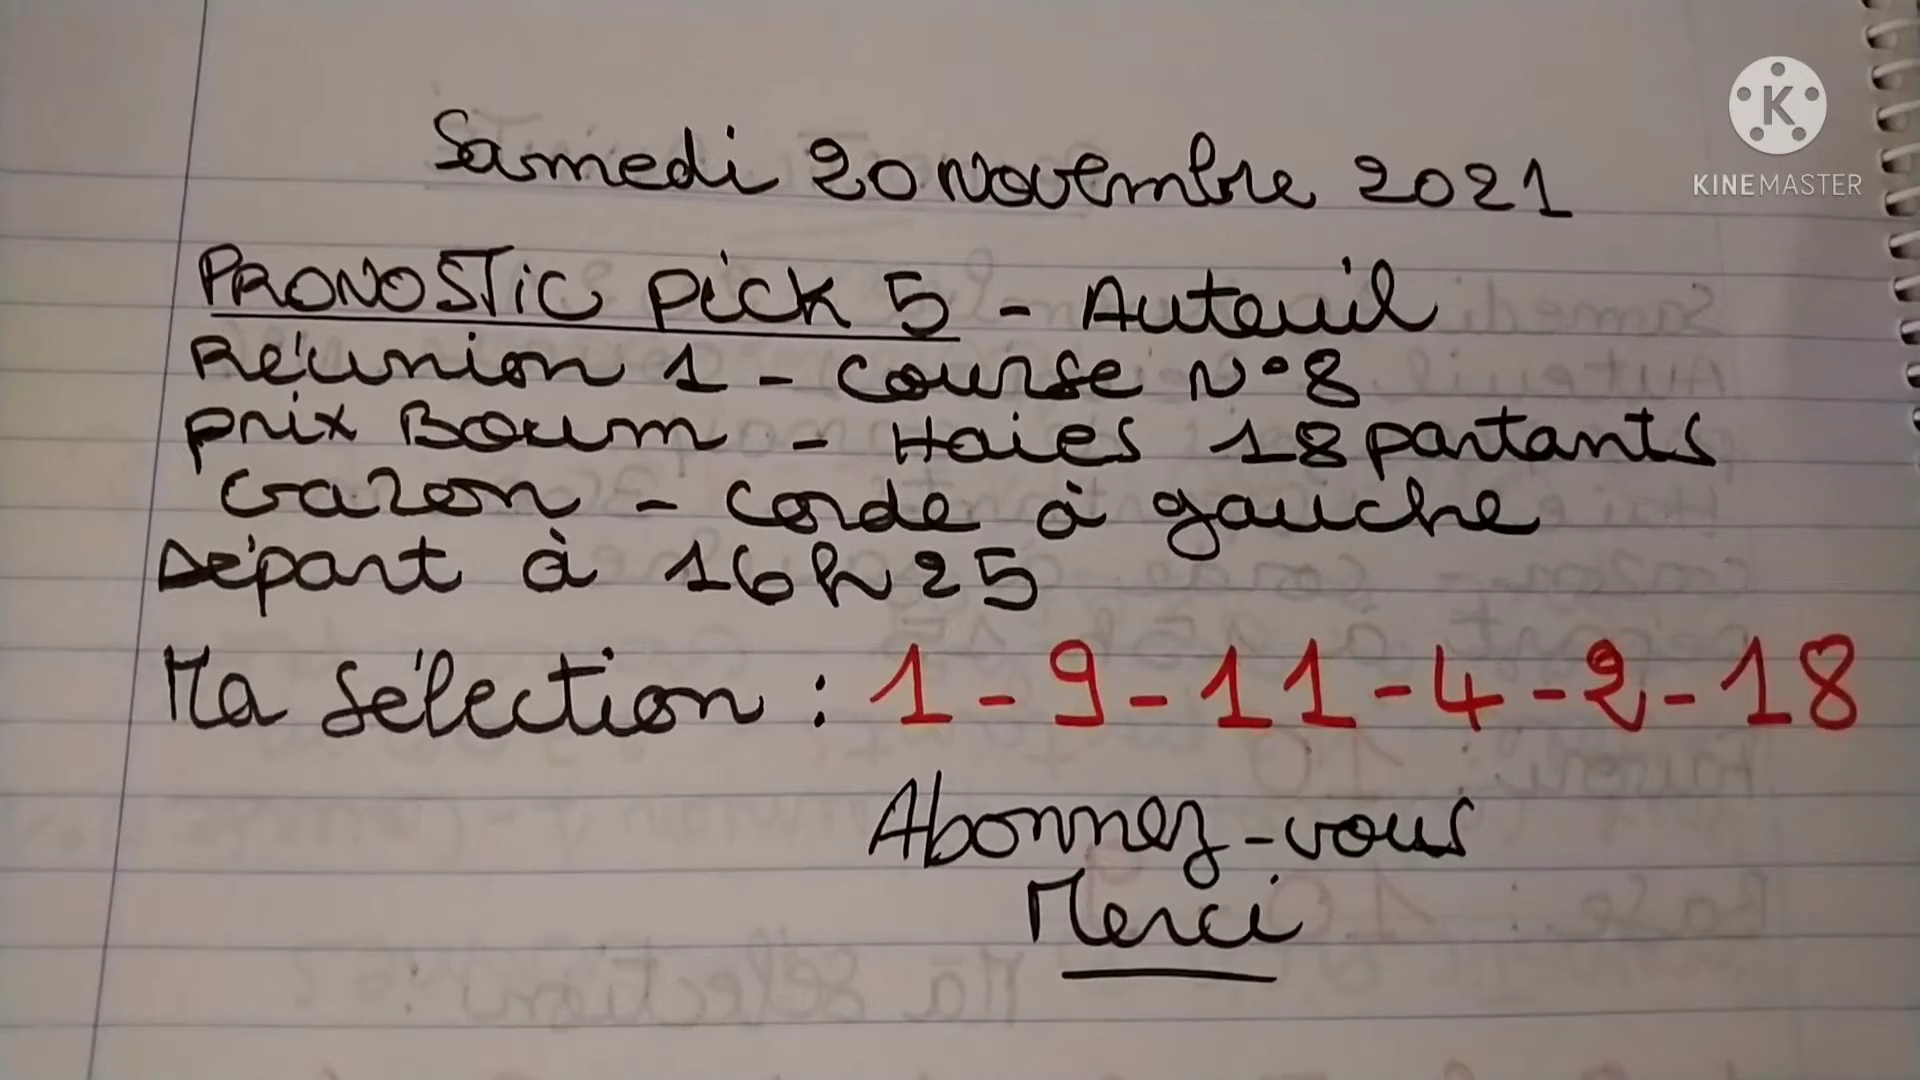 K
KINEMASTER
Samedi 20 Novembre 2021
PRONOSTIC PICK 5 - Auteuil
Réunion 1 - Course N°8
prix Boum - Haies 18 partants
Gazon - corde à gauche
Départ à 16h25
Ma sélection : 1 - 9 - 11 - 4 - 2 - 18
Abonnez-vous
Merci